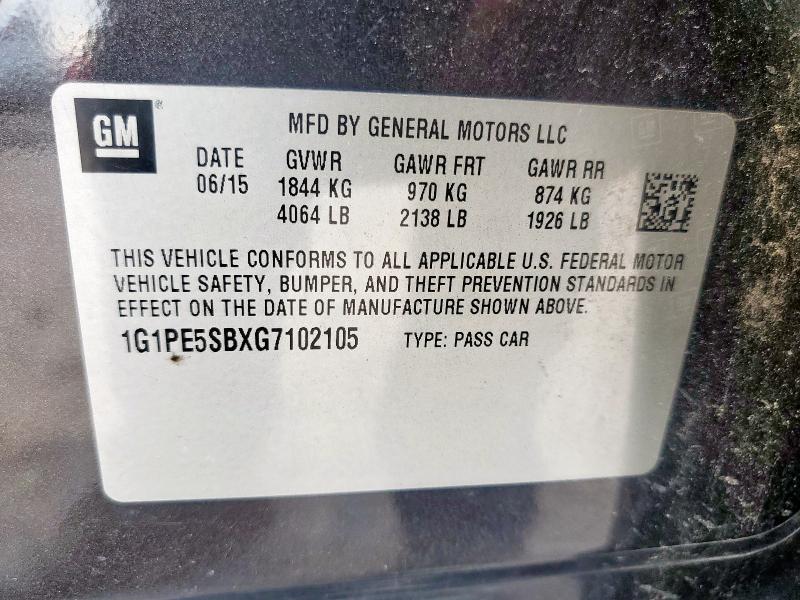 GM ®
MFD BY GENERAL MOTORS LLC
DATE GVWR GAWR FRT GAWR RR
06/15 1844 KG 970 KG 874 KG
4064 LB 2138 LB 1926 LB
THIS VEHICLE CONFORMS TO ALL APPLICABLE U.S. FEDERAL MOTOR
VEHICLE SAFETY, BUMPER, AND THEFT PREVENTION STANDARDS IN
EFFECT ON THE DATE OF MANUFACTURE SHOWN ABOVE.
1G1PE5SBXG7102105 TYPE: PASS CAR